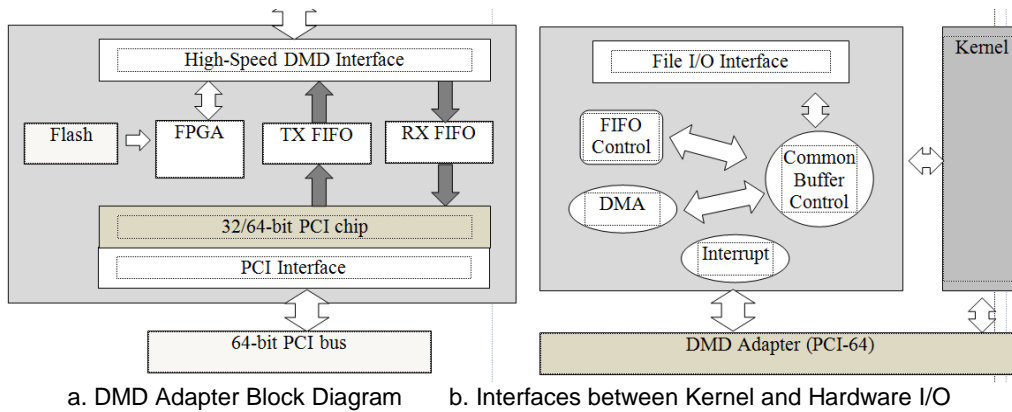 High-Speed DMD Interface
Flash
FPGA
TX FIFO
RX FIFO
32/64-bit PCI chip
PCI Interface
64-bit PCI bus
File I/O Interface
Kernel
FIFO
Control
Common
Buffer
Control
DMA
Interrupt
DMD Adapter (PCI-64)
a. DMD Adapter Block Diagram
b. Interfaces between Kernel and Hardware I/O